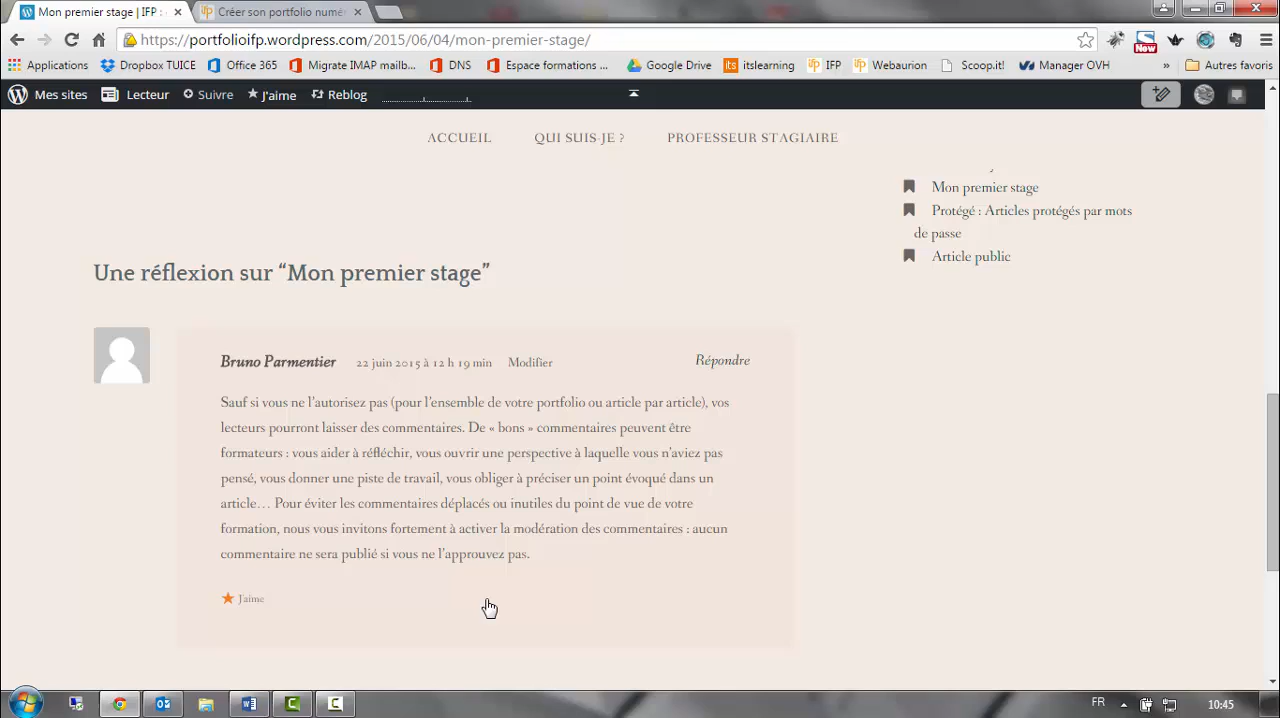 Mon premier stage | IFP :
Créer son portfolio numé
https://portfolioifp.wordpress.com/2015/06/04/mon-premier-stage/
New
Applications Dropbox TUICE Office 365 Migrate IMAP mailb... DNS Espace formations ... Google Drive its itslearning IFP Webaurion Scoop.it! Manager OVH » Autres favoris
Mes sites Lecteur Suivre J'aime Reblog
ACCUEIL QUI SUIS-JE ? PROFESSEUR STAGIAIRE
Mon premier stage
Protégé : Articles protégés par mots
de passe
Article public
Une réflexion sur “Mon premier stage”
Bruno Parmentier 22 juin 2015 à 12 h 19 min Modifier Répondre
Sauf si vous ne l’autorisez pas (pour l’ensemble de votre portfolio ou article par article), vos
lecteurs pourront laisser des commentaires. De « bons » commentaires peuvent être
formateurs : vous aider à réfléchir, vous ouvrir une perspective à laquelle vous n’aviez pas
pensé, vous donner une piste de travail, vous obliger à préciser un point évoqué dans un
article… Pour éviter les commentaires déplacés ou inutiles du point de vue de votre
formation, nous vous invitons fortement à activer la modération des commentaires : aucun
commentaire ne sera publié si vous ne l’approuvez pas.
J'aime
FR 10:45